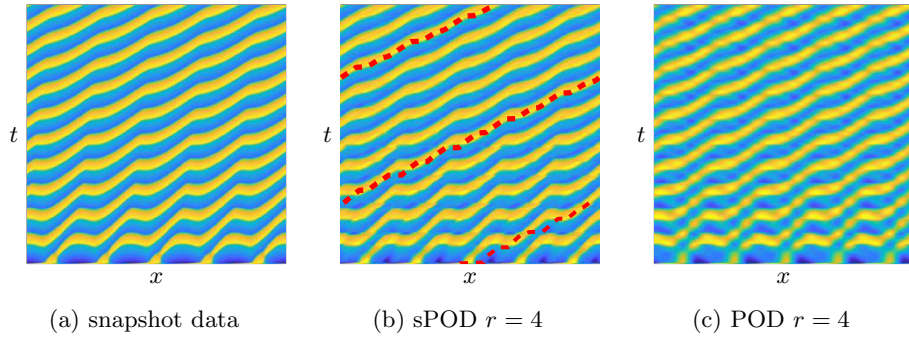 t
x
(a) snapshot data
t
x
(b) sPOD r = 4
t
x
(c) POD r = 4